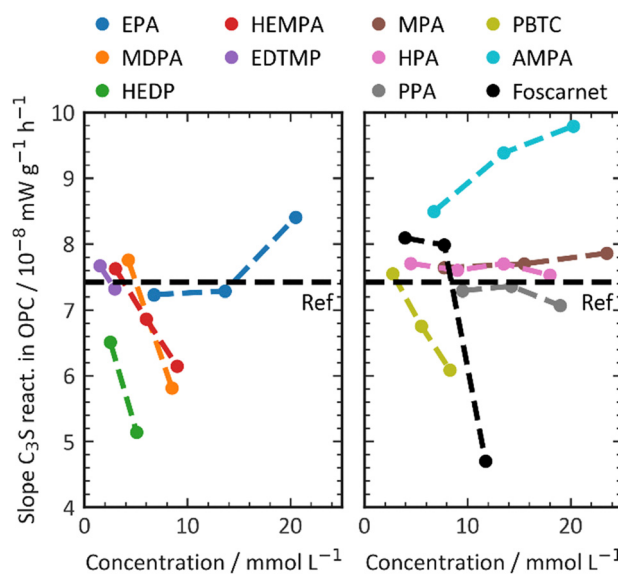 EPA HEMPA MPA PBTC
MDPA EDTMP HPA AMPA
HEDP PPA Foscarnet
Slope C₃S react. in OPC / 10⁻⁸ mW g⁻¹ h⁻¹
10
9
8
7
6
5
4
Ref.
Ref.
0 10 20 0 10 20
Concentration / mmol L⁻¹ Concentration / mmol L⁻¹